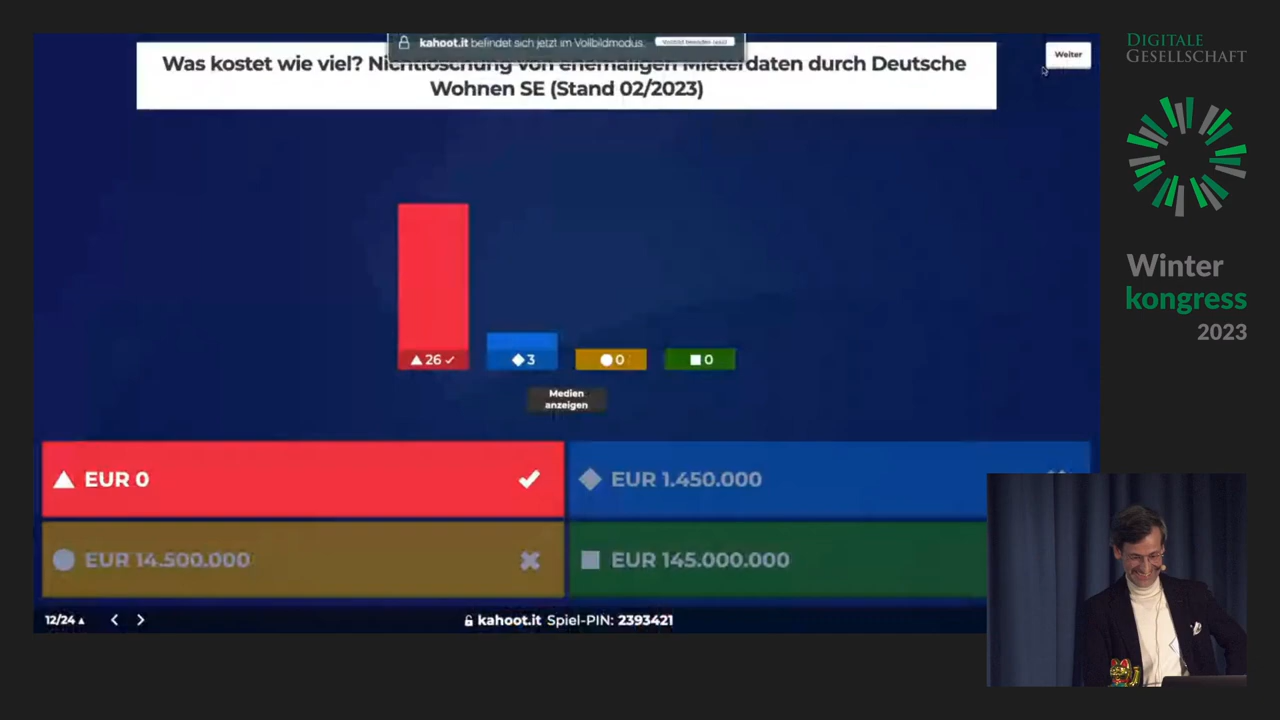 kahoot.it befindet sich jetzt im Vollbildmodus.
Was kostet wie viel? Nichtlöschung von ehemaligen Mieterdaten durch Deutsche
Wohnen SE (Stand 02/2023)
Weiter
26
3
0
0
Medien
anzeigen
EUR 0
EUR 1.450.000
EUR 14.500.000
EUR 145.000.000
12/24
kahoot.it Spiel-PIN: 2393421
DIGITALE
GESELLSCHAFT
Winter
kongress
2023